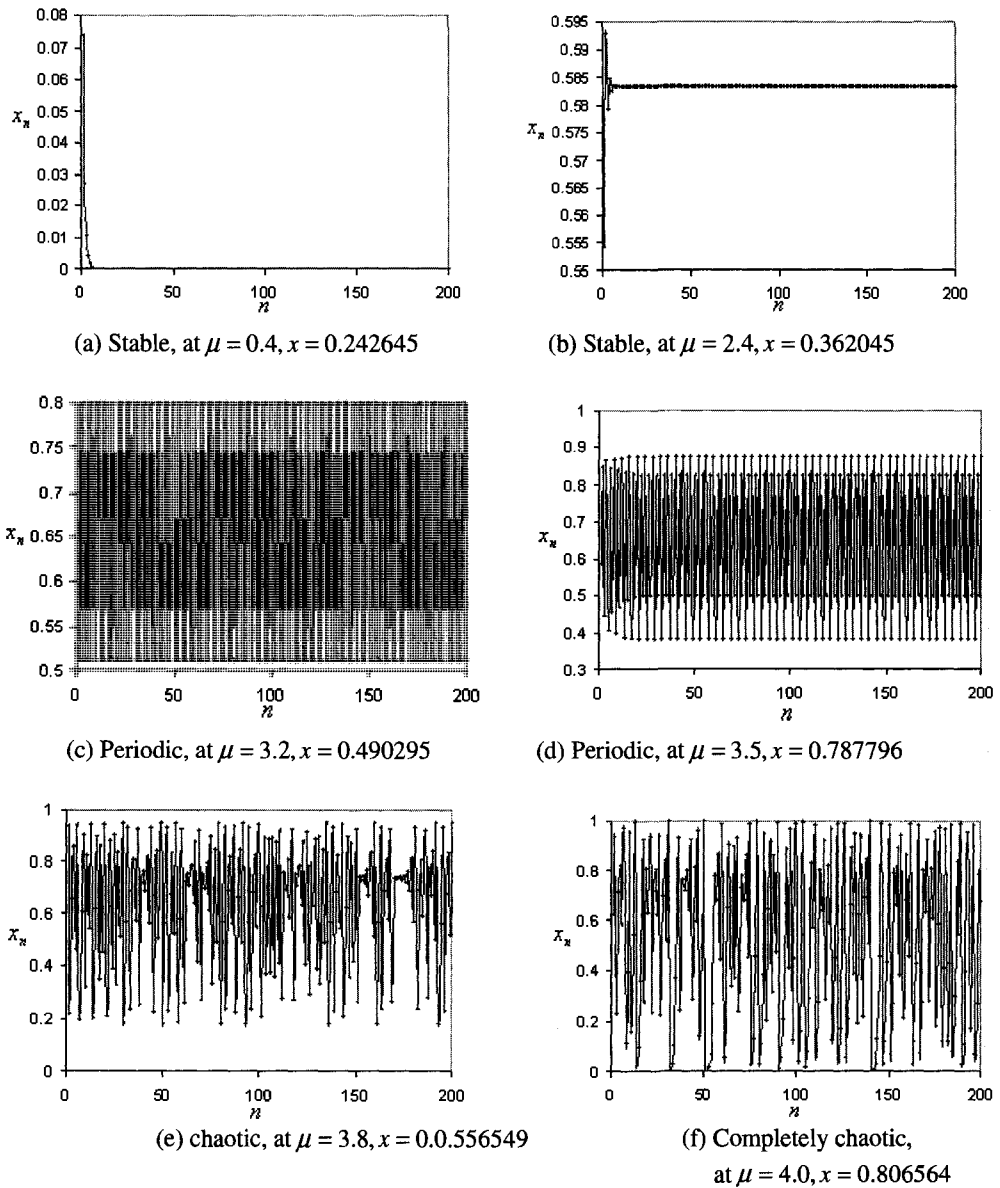 0.08
0.07
0.06
0.05
xₙ
0.04
0.03
0.02
0.01
0
0 50 100 150 200
n
(a) Stable, at μ = 0.4, x = 0.242645
0.595
0.59
0.585
0.58
xₙ
0.575
0.57
0.565
0.56
0.555
0.55
0 50 100 150 200
n
(b) Stable, at μ = 2.4, x = 0.362045
0.8
0.75
0.7
xₙ 0.65
0.6
0.55
0.5
0 50 100 150 200
n
(c) Periodic, at μ = 3.2, x = 0.490295
1
0.9
0.8
0.7
xₙ
0.6
0.5
0.4
0.3
0 50 100 150 200
n
(d) Periodic, at μ = 3.5, x = 0.787796
1
0.8
0.6
xₙ
0.4
0.2
0
0 50 100 150 200
n
(e) chaotic, at μ = 3.8, x = 0.0.556549
1
0.8
0.6
xₙ
0.4
0.2
0
0 50 100 150 200
n
(f) Completely chaotic,
at μ = 4.0, x = 0.806564